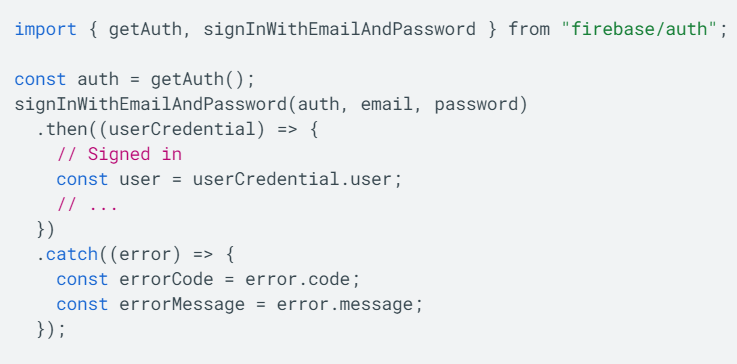 import { getAuth, signInWithEmailAndPassword } from "firebase/auth";

const auth = getAuth();
signInWithEmailAndPassword(auth, email, password)
  .then((userCredential) => {
    // Signed in
    const user = userCredential.user;
    // ...
  })
  .catch((error) => {
    const errorCode = error.code;
    const errorMessage = error.message;
  });